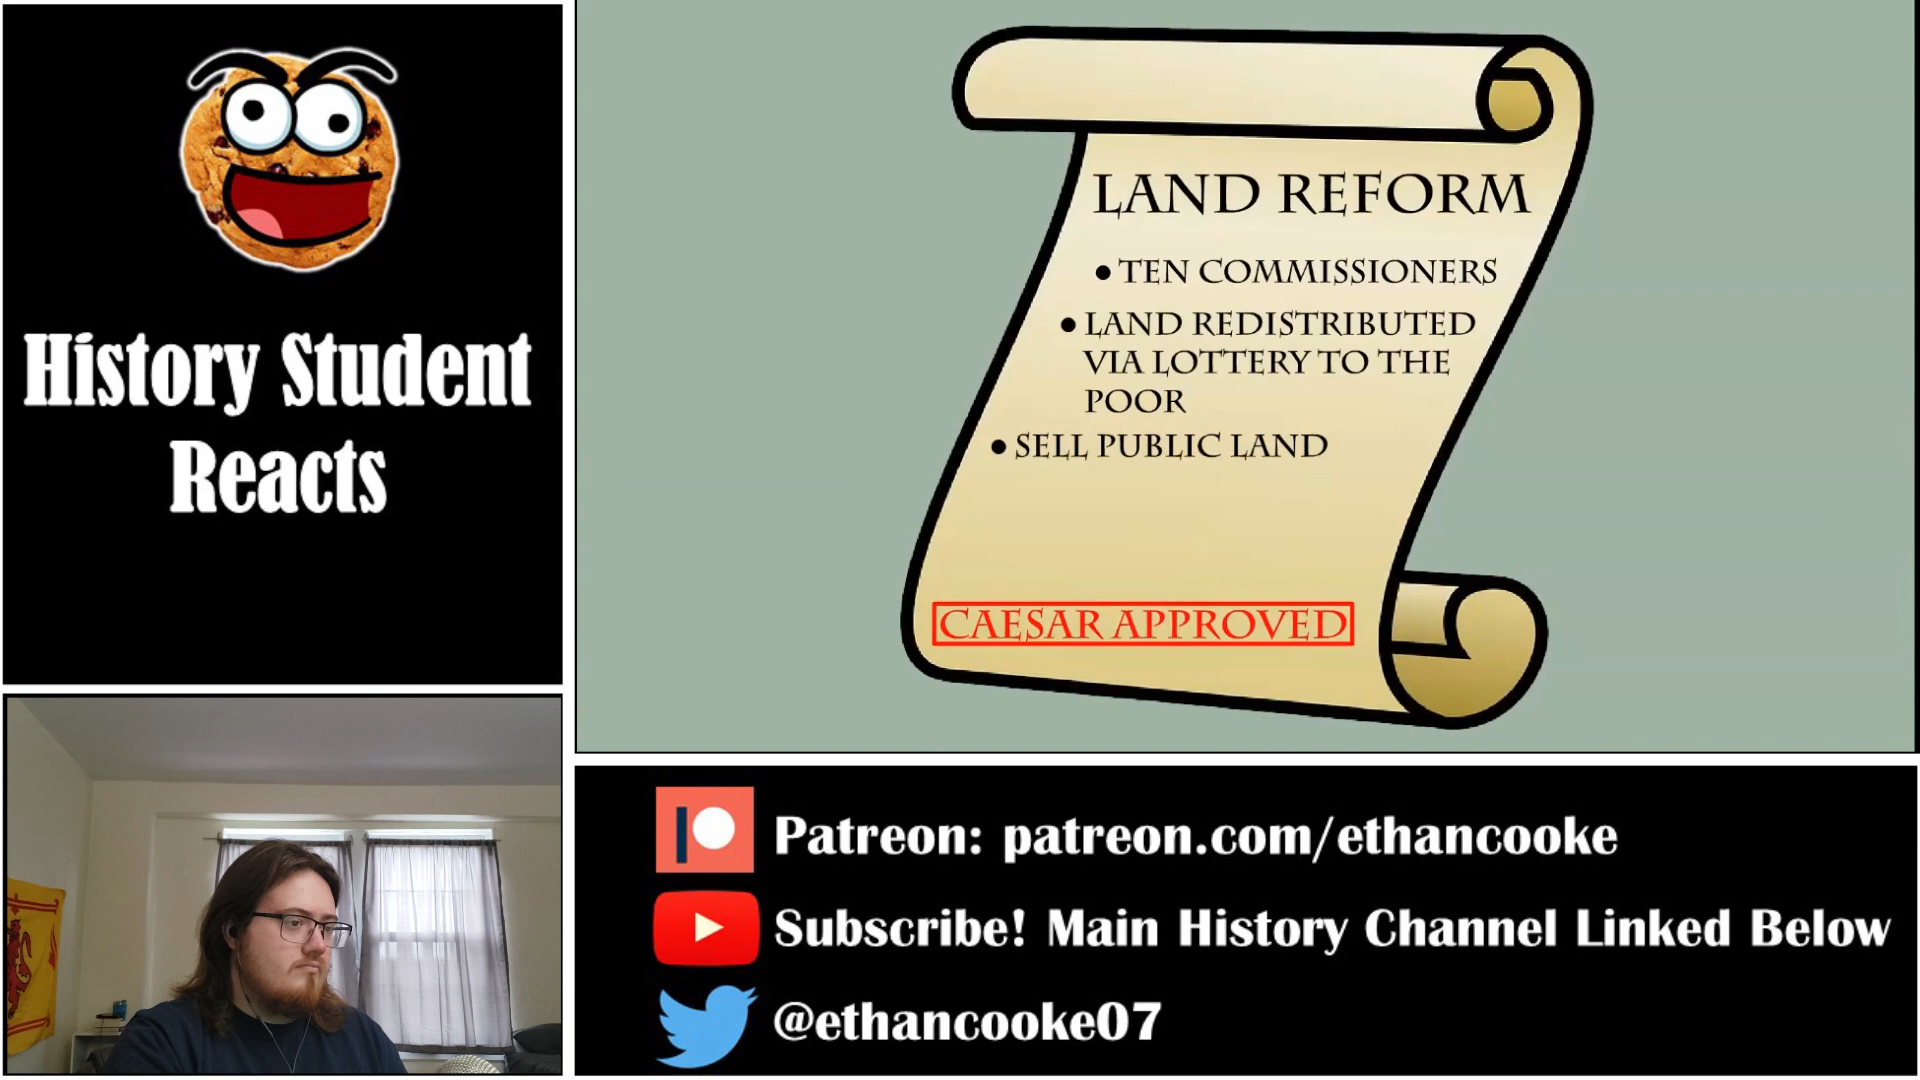 History Student
Reacts
LAND REFORM
• TEN COMMISSIONERS
• LAND REDISTRIBUTED
VIA LOTTERY TO THE
POOR
• SELL PUBLIC LAND
CAESAR APPROVED
Patreon: patreon.com/ethancooke
Subscribe! Main History Channel Linked Below
@ethancooke07